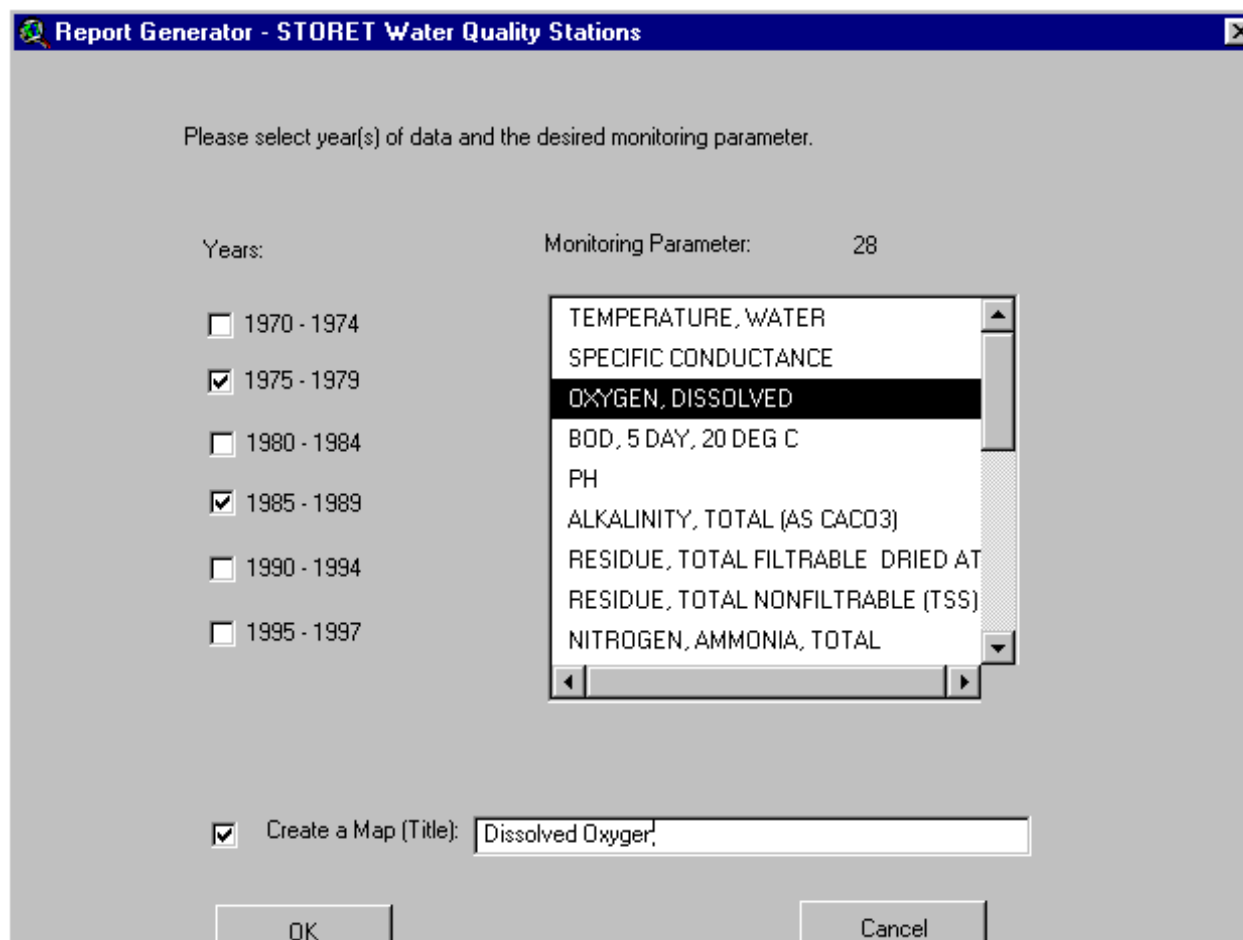 Report Generator - STORET Water Quality Stations
Please select year(s) of data and the desired monitoring parameter.
Years:
Monitoring Parameter: 28
1970 - 1974
1975 - 1979
1980 - 1984
1985 - 1989
1990 - 1994
1995 - 1997
TEMPERATURE, WATER
SPECIFIC CONDUCTANCE
OXYGEN, DISSOLVED
BOD, 5 DAY, 20 DEG C
PH
ALKALINITY, TOTAL (AS CACO3)
RESIDUE, TOTAL FILTRABLE DRIED AT
RESIDUE, TOTAL NONFILTRABLE (TSS)
NITROGEN, AMMONIA, TOTAL
Create a Map (Title): Dissolved Oxygen
OK
Cancel